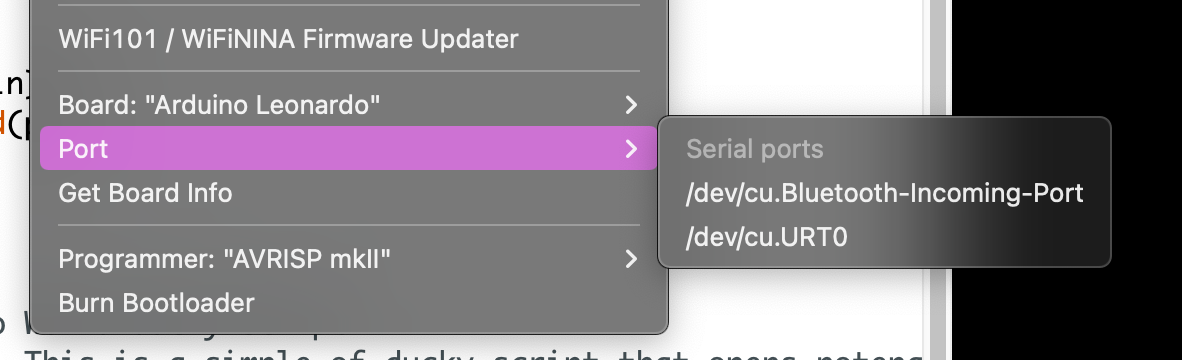 WiFi101 / WiFiNINA Firmware Updater
Board: "Arduino Leonardo"
Port
Serial ports
/dev/cu.Bluetooth-Incoming-Port
/dev/cu.URT0
Get Board Info
Programmer: "AVRISP mkII"
Burn Bootloader
This is a simple of ducky script that opens